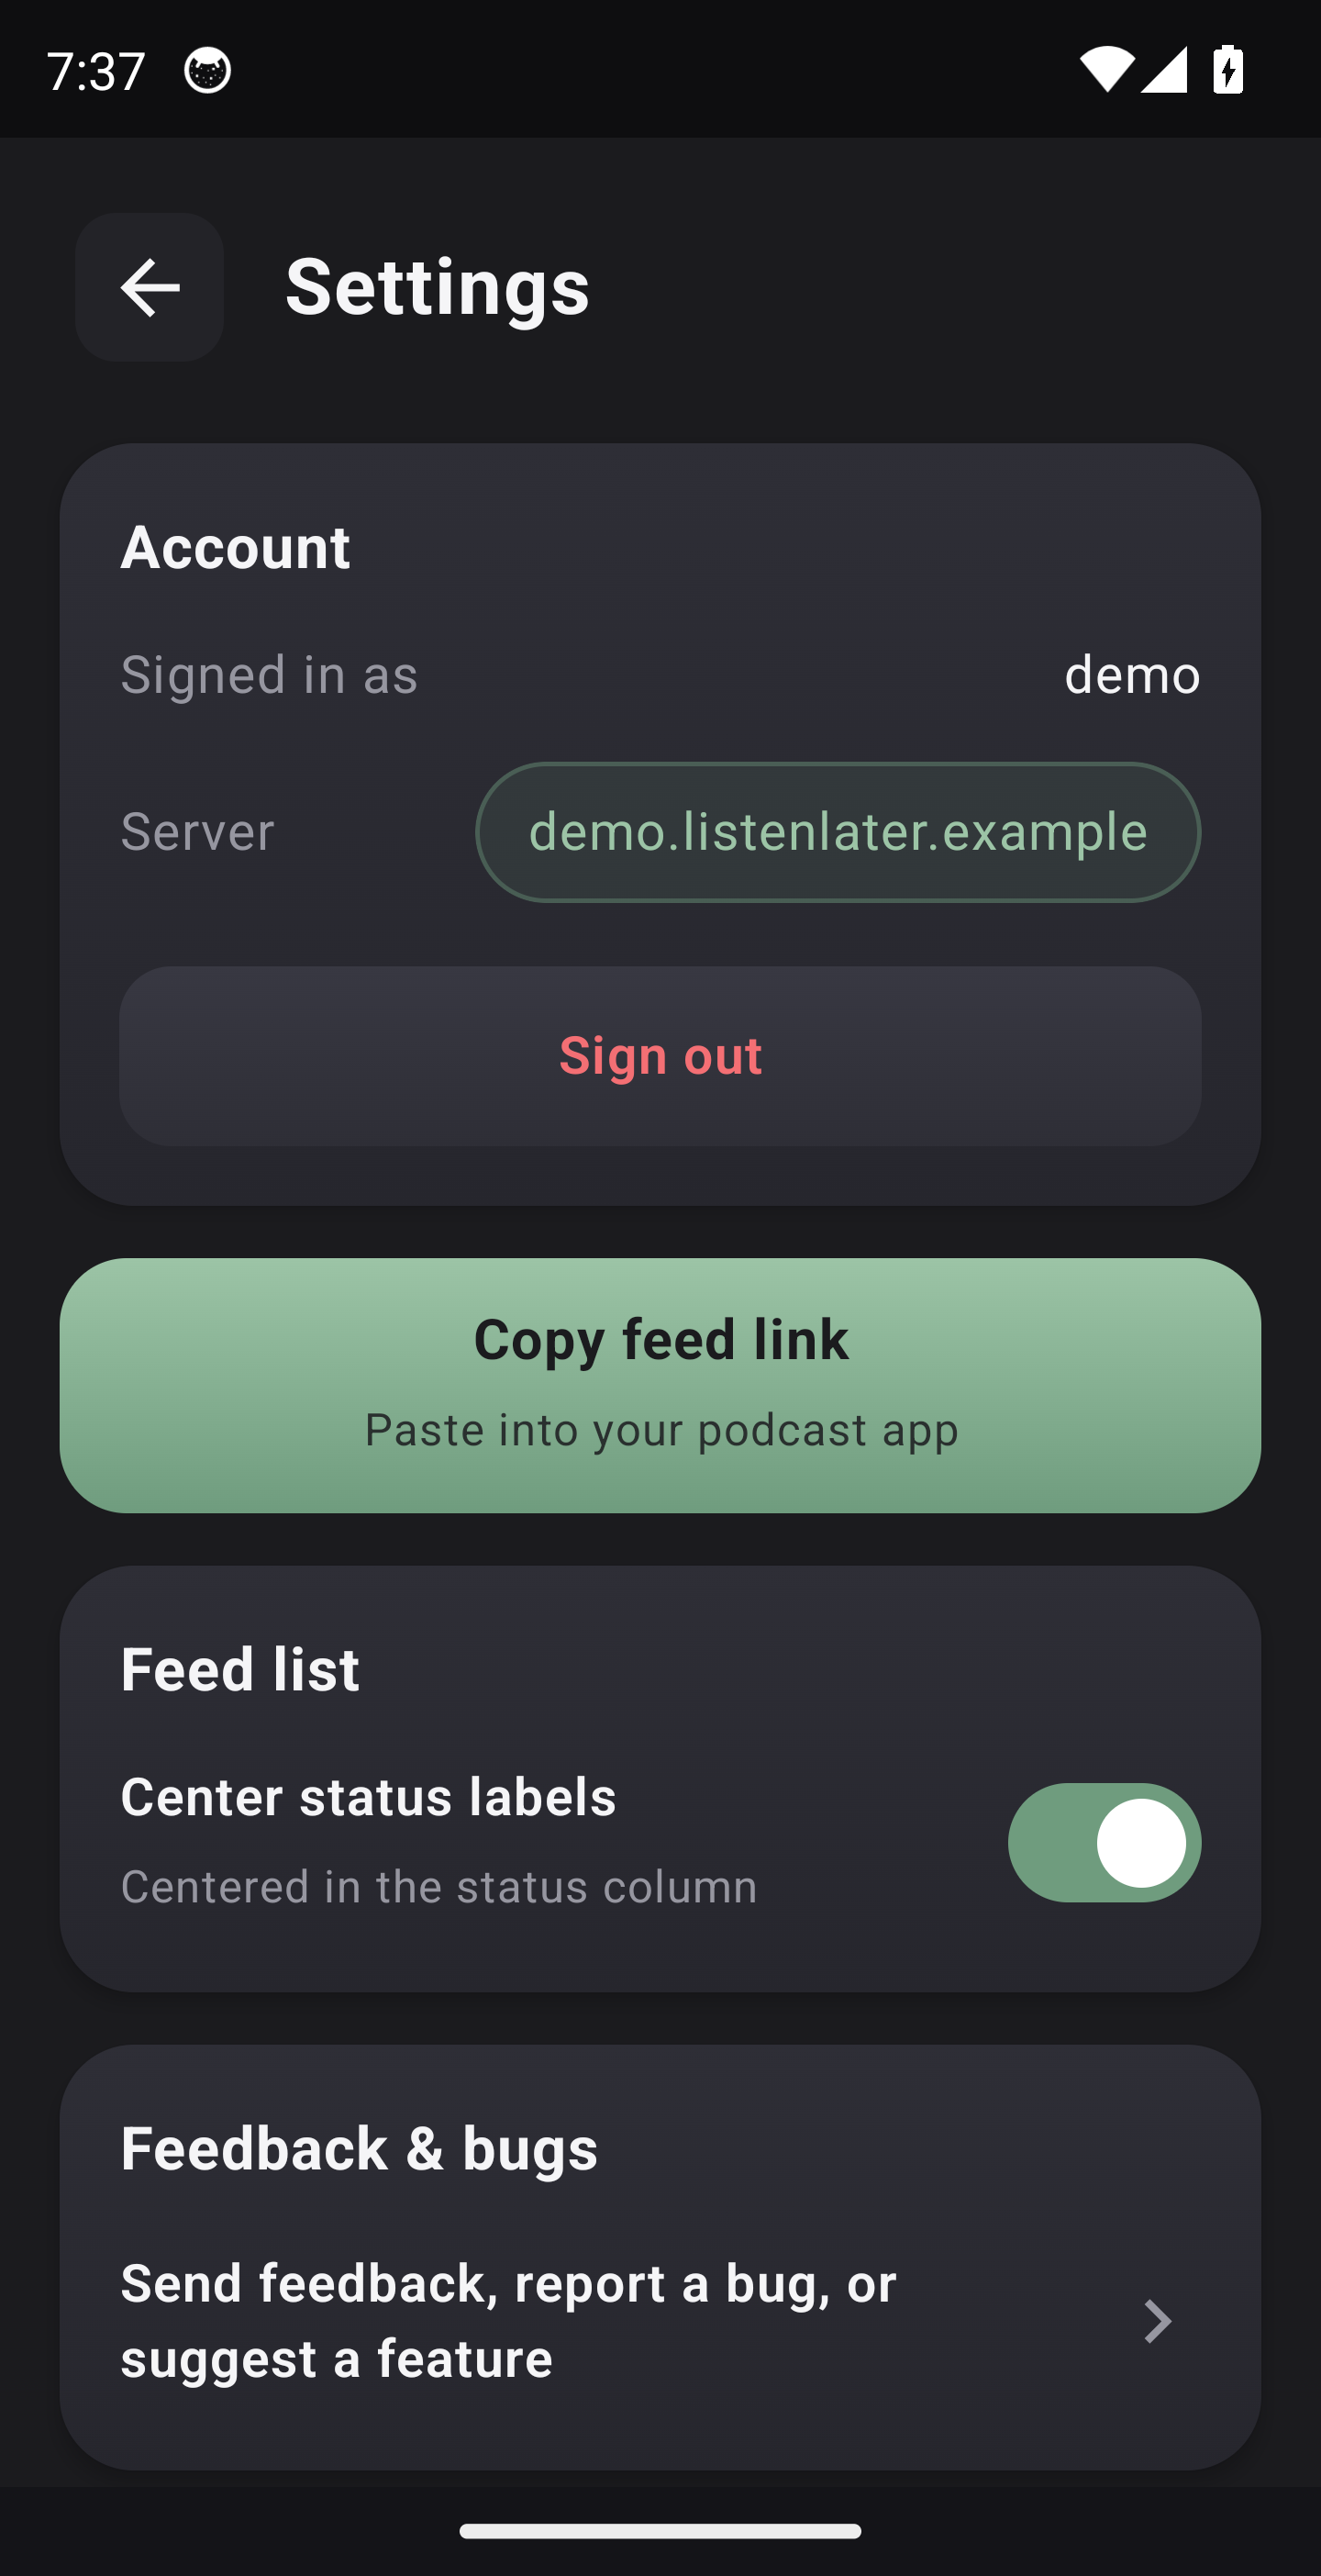 7:37
Settings
Account
Signed in as
demo
Server
demo.listenlater.example
Sign out
Copy feed link
Paste into your podcast app
Feed list
Center status labels
Centered in the status column
Feedback & bugs
Send feedback, report a bug, or
suggest a feature